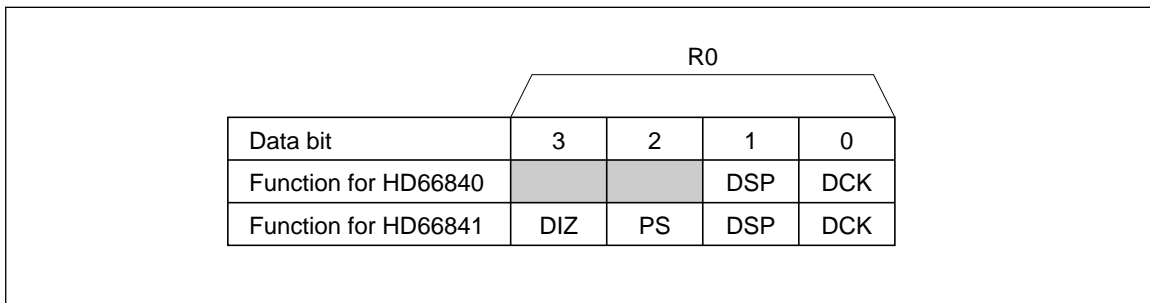 R0
Data bit 3 2 1 0
Function for HD66840 DSP DCK
Function for HD66841 DIZ PS DSP DCK